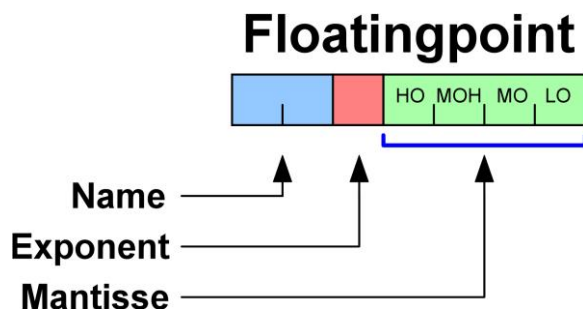 Floatingpoint
HO MOH MO LO
Name
Exponent
Mantisse